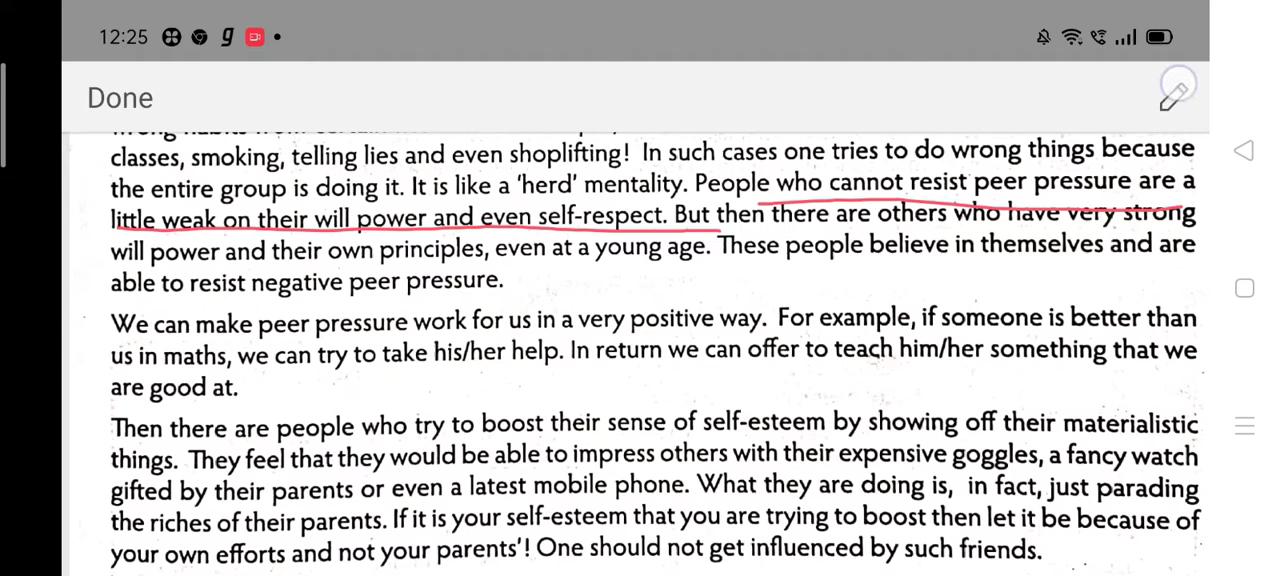 12:25
Done
classes, smoking, telling lies and even shoplifting! In such cases one tries to do wrong things because
the entire group is doing it. It is like a 'herd' mentality. People who cannot resist peer pressure are a
little weak on their will power and even self-respect. But then there are others who have very strong
will power and their own principles, even at a young age. These people believe in themselves and are
able to resist negative peer pressure.
We can make peer pressure work for us in a very positive way. For example, if someone is better than
us in maths, we can try to take his/her help. In return we can offer to teach him/her something that we
are good at.
Then there are people who try to boost their sense of self-esteem by showing off their materialistic
things. They feel that they would be able to impress others with their expensive goggles, a fancy watch
gifted by their parents or even a latest mobile phone. What they are doing is, in fact, just parading
the riches of their parents. If it is your self-esteem that you are trying to boost then let it be because of
your own efforts and not your parents'! One should not get influenced by such friends.